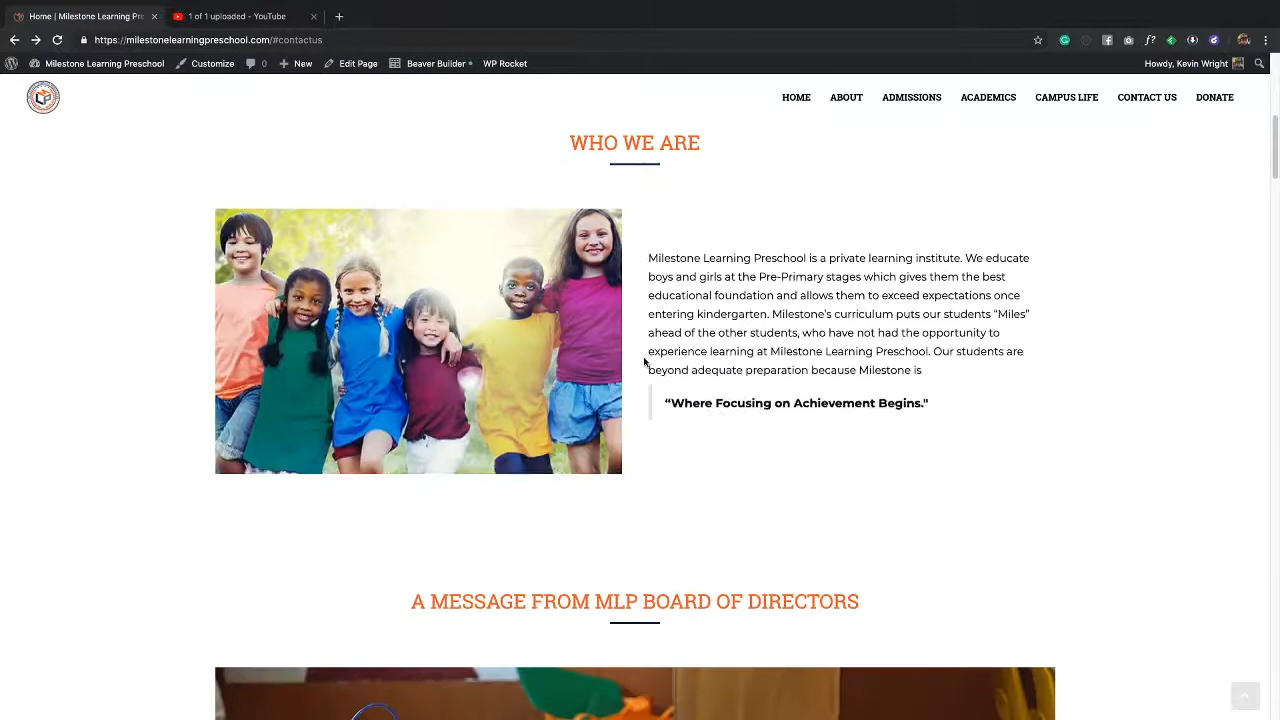 Home | Milestone Learning Pr
1 of 1 uploaded - YouTube
https://milestonelearningpreschool.com/#contactus
Milestone Learning Preschool
Customize
0
New
Edit Page
Beaver Builder
WP Rocket
Howdy, Kevin Wright
HOME
ABOUT
ADMISSIONS
ACADEMICS
CAMPUS LIFE
CONTACT US
DONATE
WHO WE ARE
Milestone Learning Preschool is a private learning institute. We educate
boys and girls at the Pre-Primary stages which gives them the best
educational foundation and allows them to exceed expectations once
entering kindergarten. Milestone’s curriculum puts our students “Miles”
ahead of the other students, who have not had the opportunity to
experience learning at Milestone Learning Preschool. Our students are
beyond adequate preparation because Milestone is
“Where Focusing on Achievement Begins."
A MESSAGE FROM MLP BOARD OF DIRECTORS